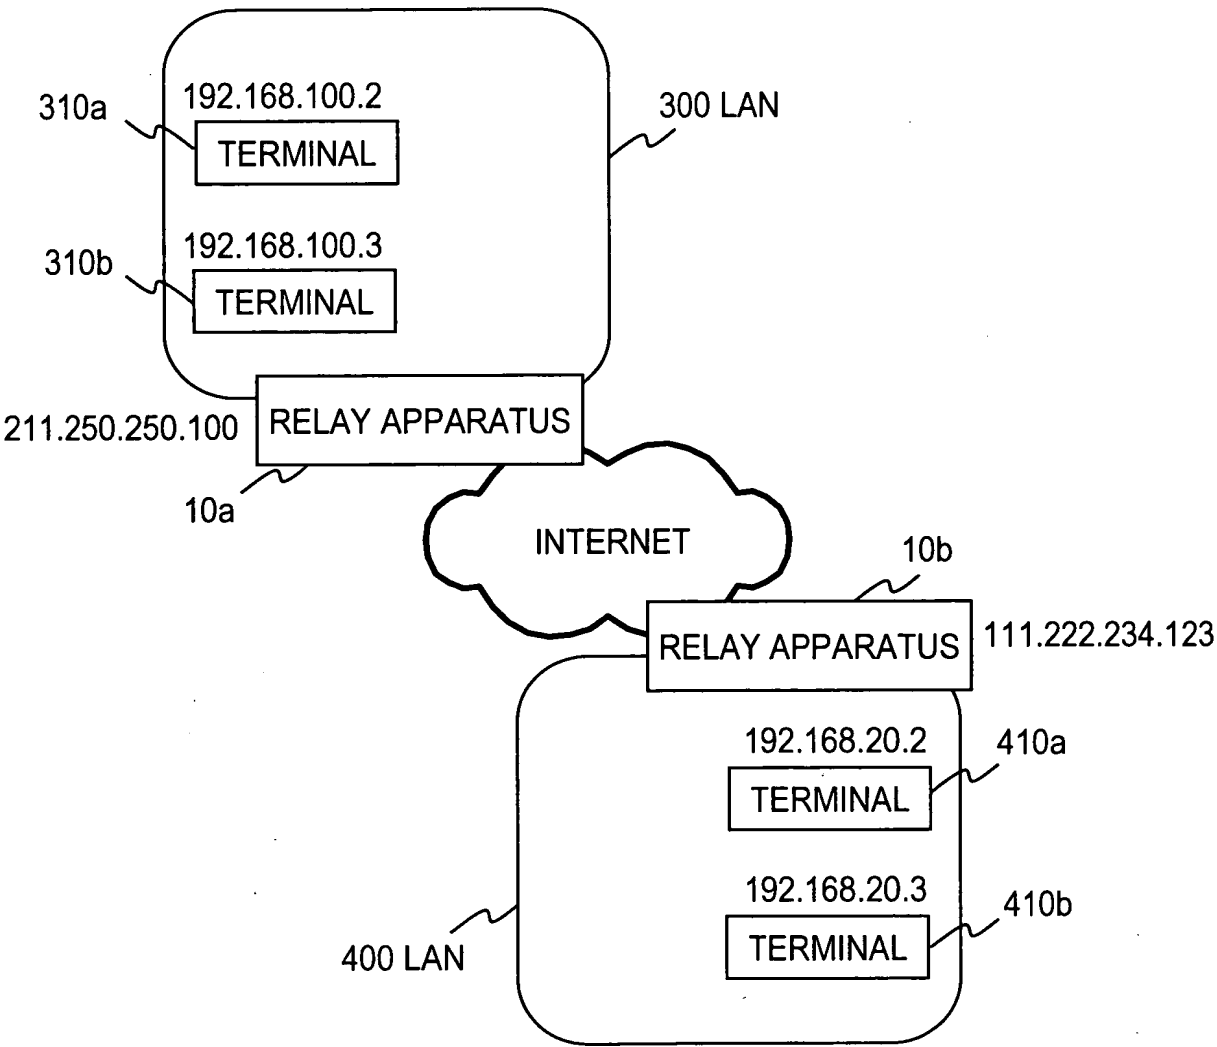 192.168.100.2
310a
300 LAN
TERMINAL
192.168.100.3
310b
TERMINAL
211.250.250.100
RELAY APPARATUS
10a
INTERNET
10b
RELAY APPARATUS
111.222.234.123
192.168.20.2
410a
TERMINAL
192.168.20.3
410b
TERMINAL
400 LAN